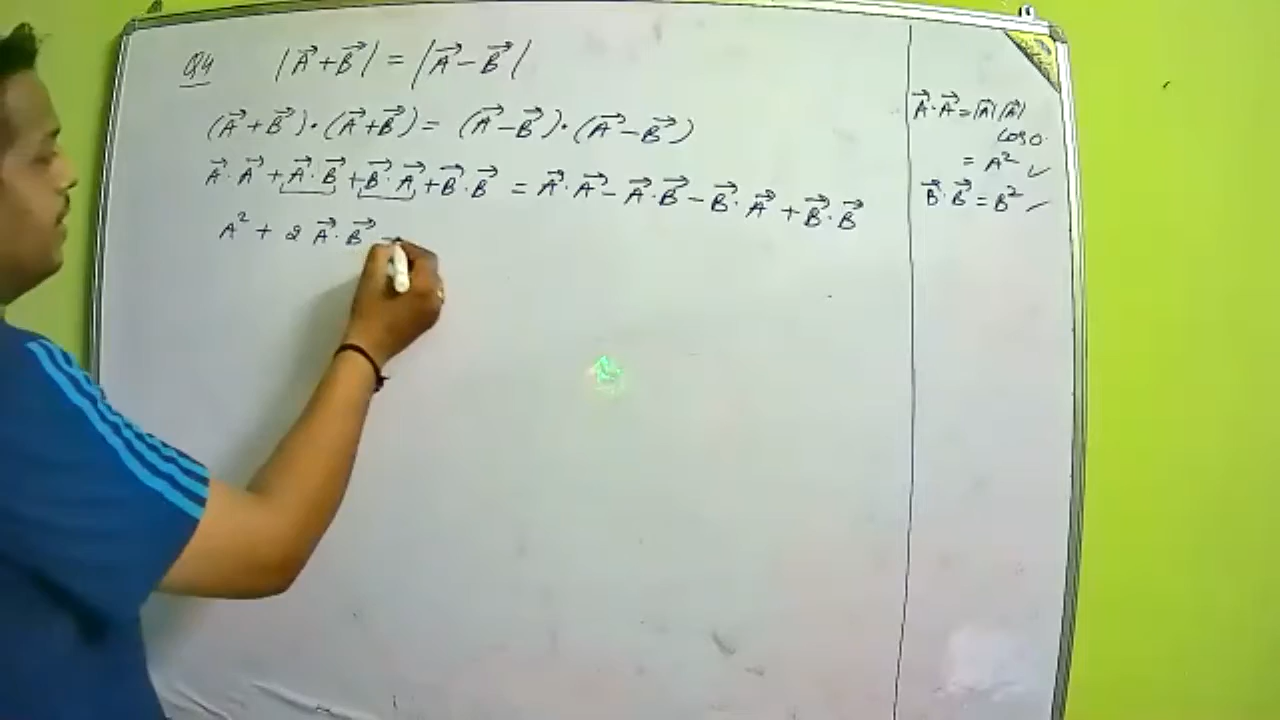 Q4 |A⃗+B⃗| = |A⃗−B⃗|
(A⃗+B⃗)·(A⃗+B⃗) = (A⃗−B⃗)·(A⃗−B⃗)
A⃗·A⃗ + A⃗·B⃗ + B⃗·A⃗ + B⃗·B⃗ = A⃗·A⃗ − A⃗·B⃗ − B⃗·A⃗ + B⃗·B⃗
A² + 2 A⃗·B⃗
A⃗·A⃗ = |A⃗| |A⃗|
cos0·
= A² ✓
B⃗·B⃗ = B² ✓